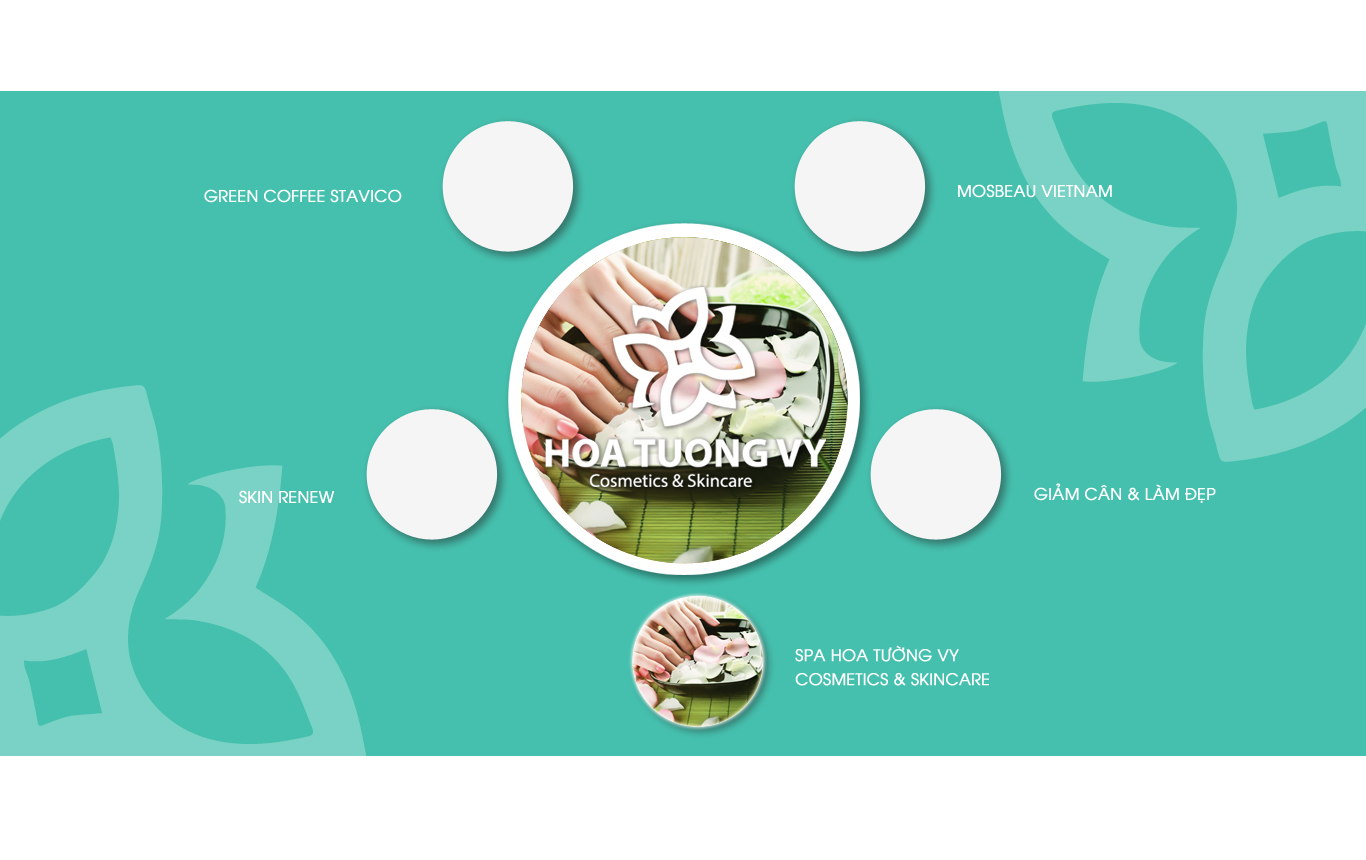 GREEN COFFEE STAVICO
MOSBEAU VIETNAM
HOA TUONG VY
Cosmetics & Skincare
SKIN RENEW
GIẢM CÂN & LÀM ĐẸP
SPA HOA TƯỜNG VY
COSMETICS & SKINCARE